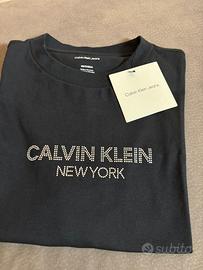 Calvin Klein Jeans
CALVIN KLEIN
NEW YORK
subito